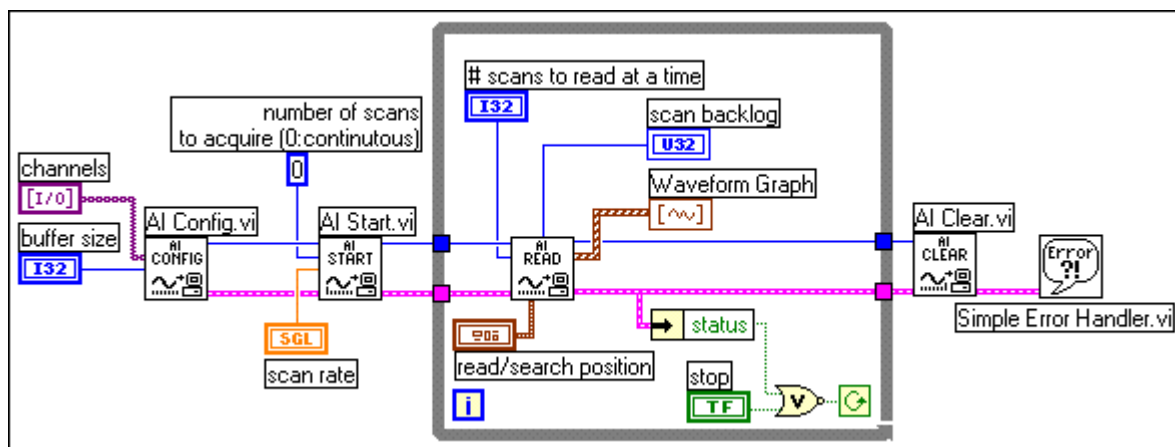 # scans to read at a time
I32
number of scans
to acquire (0:continutous)
0
scan backlog
U32
channels
[I/O]
Waveform Graph
AI Config.vi
AI Start.vi
AI Clear.vi
buffer size
I32
AI
CONFIG
AI
START
AI
READ
AI
CLEAR
Error
?!
Simple Error Handler.vi
SGL
scan rate
status
read/search position
stop
TF
V
i